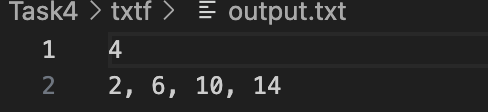 Task4 > txtf > output.txt
1 4
2 2, 6, 10, 14